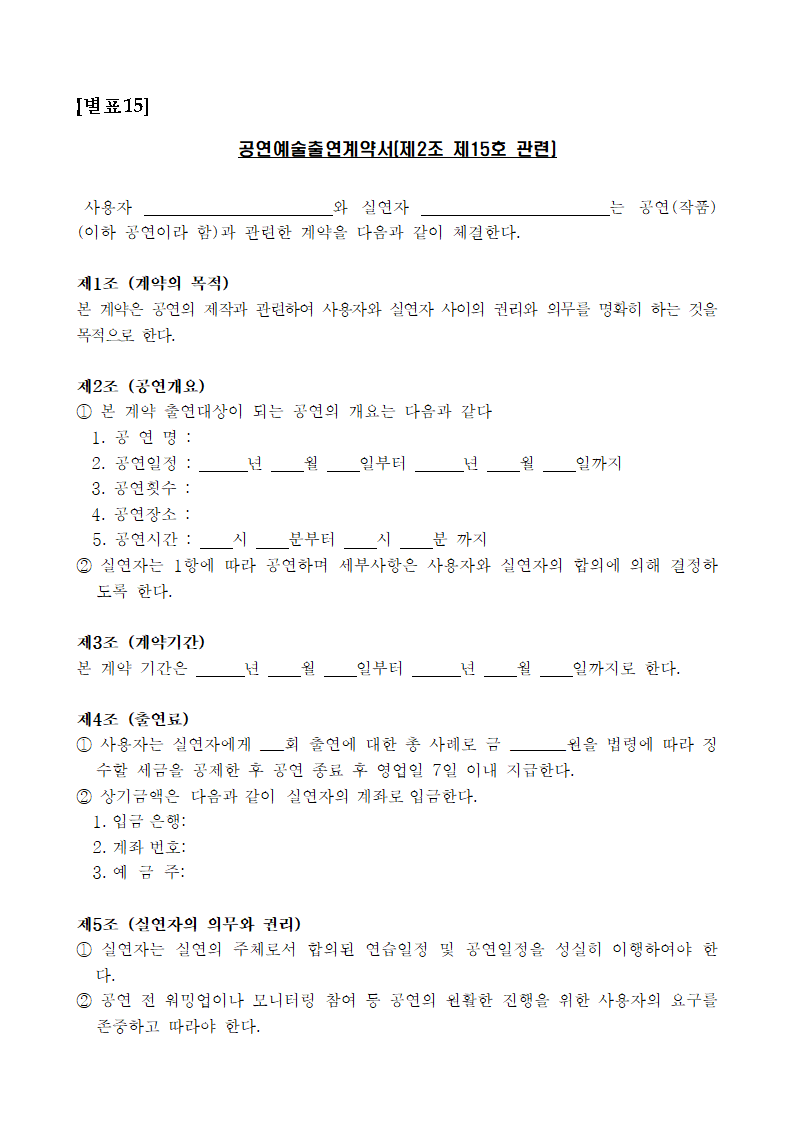 [별표15]
공연예술출연계약서[제2조 제15호 관련]
사용자 ______________________와 실연자 ______________________는 공연(작품)
(이하 공연이라 함)과 관련한 계약을 다음과 같이 체결한다.
제1조 (계약의 목적)
본 계약은 공연의 제작과 관련하여 사용자와 실연자 사이의 권리와 의무를 명확히 하는 것을
목적으로 한다.
제2조 (공연개요)
① 본 계약 출연대상이 되는 공연의 개요는 다음과 같다
1. 공 연 명 :
2. 공연일정 : ______년 ____월 ____일부터 ______년 ____월 ____일까지
3. 공연횟수 :
4. 공연장소 :
5. 공연시간 : ____시 ____분부터 ____시 ____분 까지
② 실연자는 1항에 따라 공연하며 세부사항은 사용자와 실연자의 합의에 의해 결정하
도록 한다.
제3조 (계약기간)
본 계약 기간은 ______년 ____월 ____일부터 ______년 ____월 ____일까지로 한다.
제4조 (출연료)
① 사용자는 실연자에게 ___회 출연에 대한 총 사례로 금 _______원을 법령에 따라 징
수할 세금을 공제한 후 공연 종료 후 영업일 7일 이내 지급한다.
② 상기금액은 다음과 같이 실연자의 계좌로 입금한다.
1. 입금 은행:
2. 계좌 번호:
3. 예 금 주:
제5조 (실연자의 의무와 권리)
① 실연자는 실연의 주체로서 합의된 연습일정 및 공연일정을 성실히 이행하여야 한
다.
② 공연 전 워밍업이나 모니터링 참여 등 공연의 원활한 진행을 위한 사용자의 요구를
존중하고 따라야 한다.